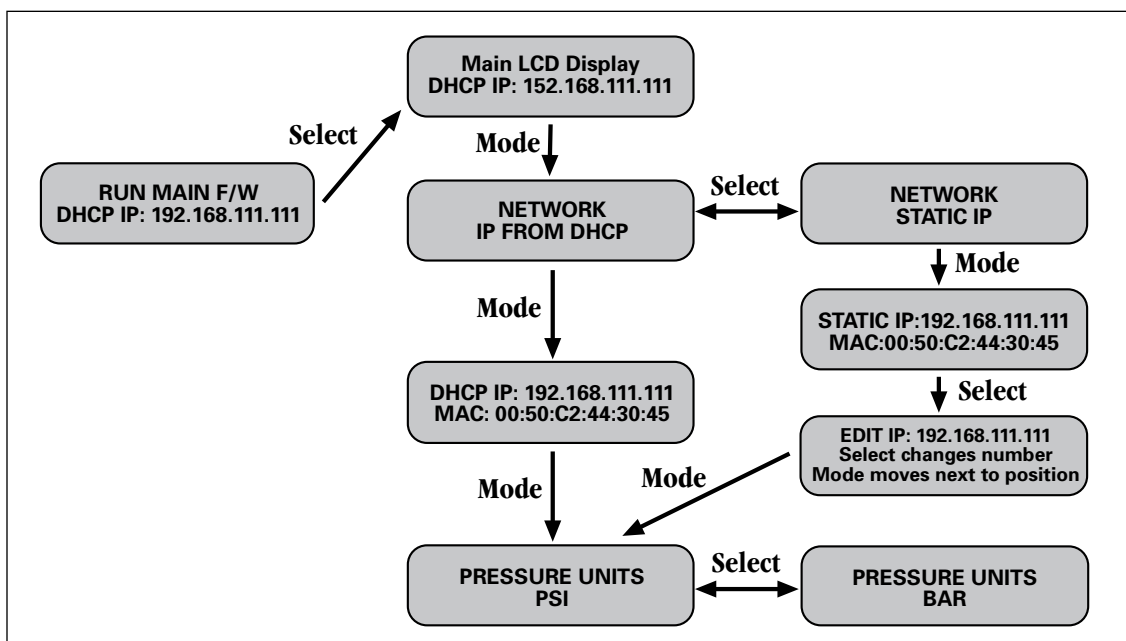 Main LCD Display
DHCP IP: 152.168.111.111
Select
Mode
RUN MAIN F/W
DHCP IP: 192.168.111.111
NETWORK
IP FROM DHCP
Select
NETWORK
STATIC IP
Mode
Mode
STATIC IP:192.168.111.111
MAC:00:50:C2:44:30:45
DHCP IP: 192.168.111.111
MAC: 00:50:C2:44:30:45
Select
EDIT IP: 192.168.111.111
Select changes number
Mode moves next to position
Mode
Mode
PRESSURE UNITS
PSI
Select
PRESSURE UNITS
BAR